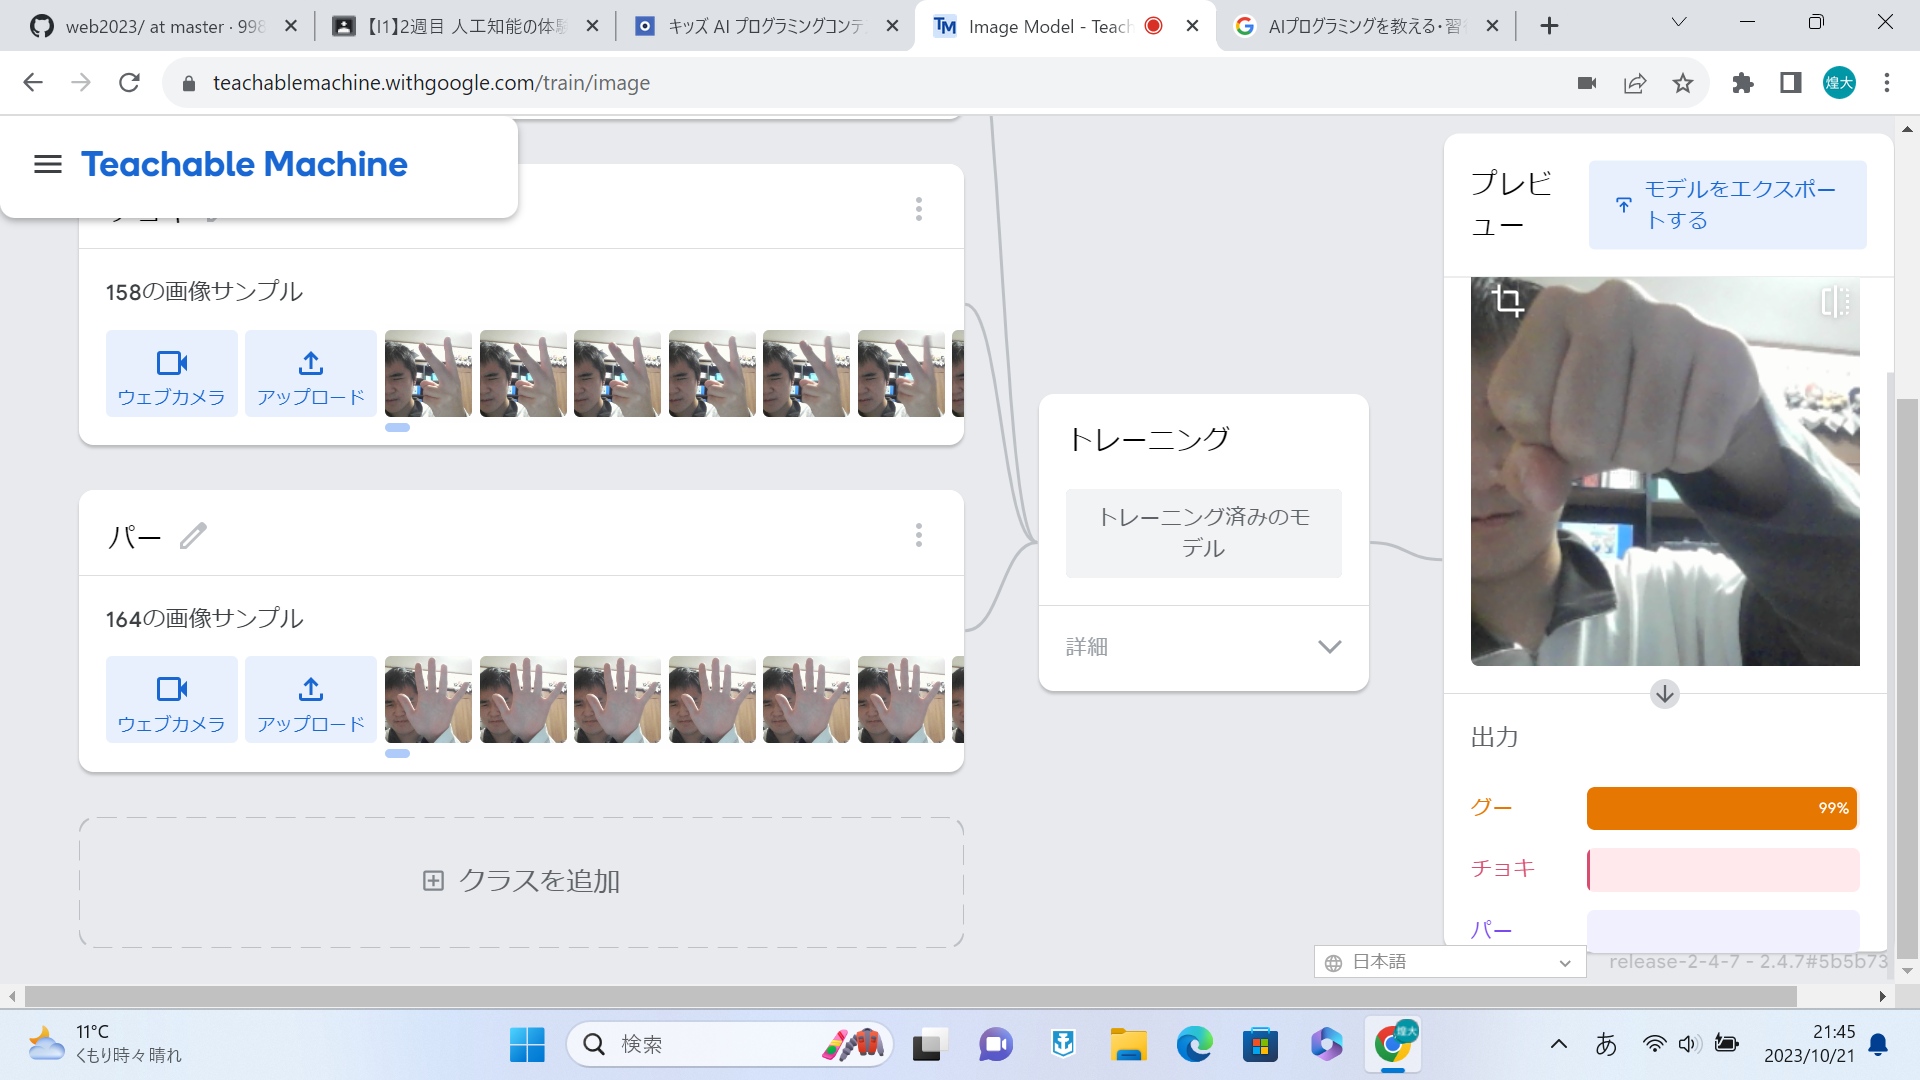 web2023/ at master · 998
【I1】2週目 人工知能の体験
キッズ AI プログラミングコンテ
Image Model - Teach
AIプログラミングを教える・習
teachablemachine.withgoogle.com/train/image
煌大
Teachable Machine
158の画像サンプル
ウェブカメラ
アップロード
パー
164の画像サンプル
ウェブカメラ
アップロード
クラスを追加
トレーニング
トレーニング済みのモ
デル
詳細
プレビ
ュー
モデルをエクスポー
トする
出力
グー
99%
チョキ
パー
日本語
release-2-4-7 - 2.4.7#5b5b73
11°C
くもり時々晴れ
検索
煌大
あ
21:45
2023/10/21